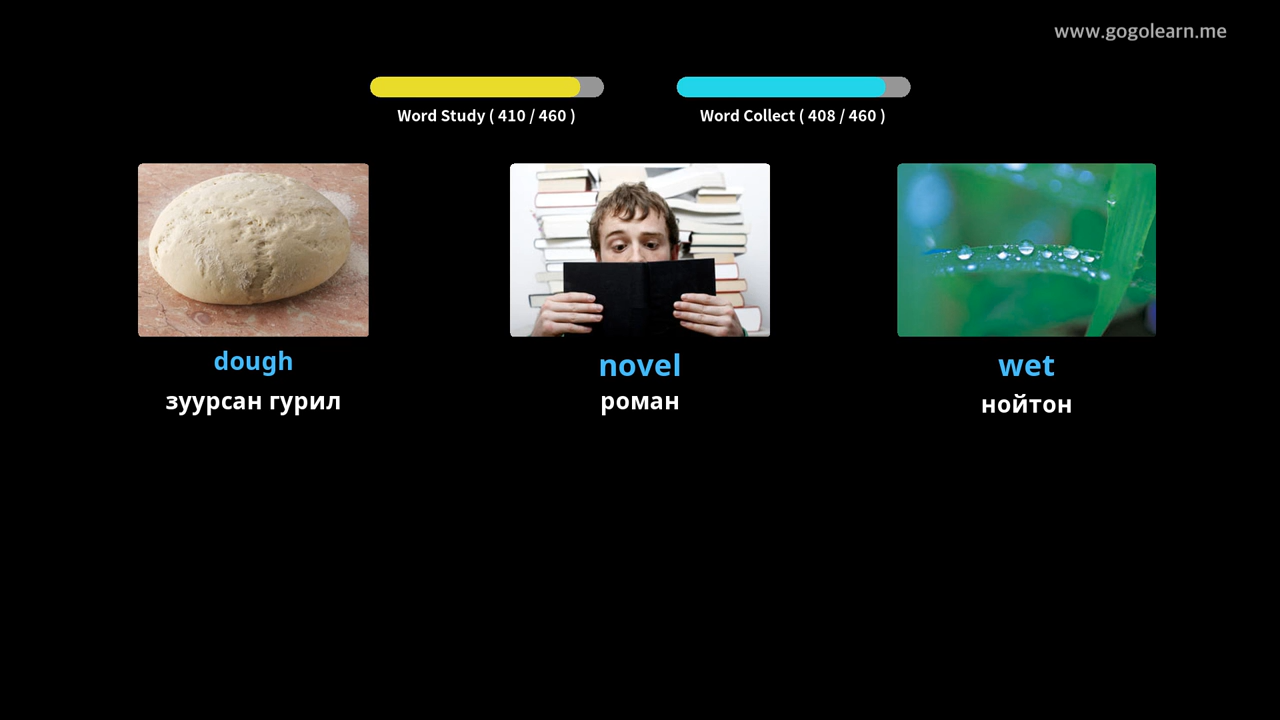 www.gogolearn.me
Word Study ( 410 / 460 )
Word Collect ( 408 / 460 )
dough
novel
wet
зуурсан гурил
роман
нойтон